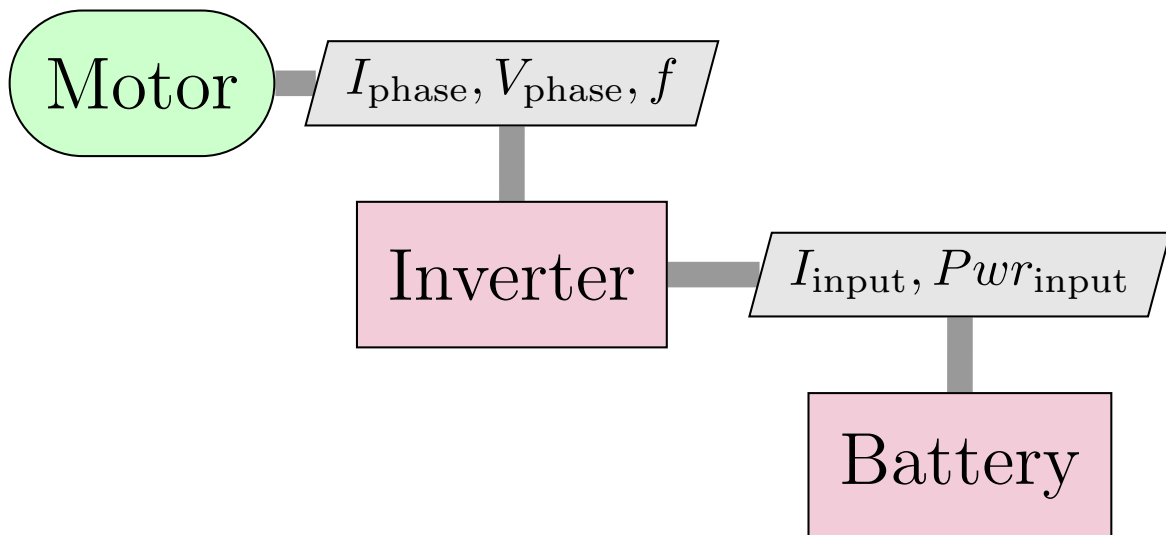 Motor
I_phase, V_phase, f
Inverter
I_input, Pwr_input
Battery